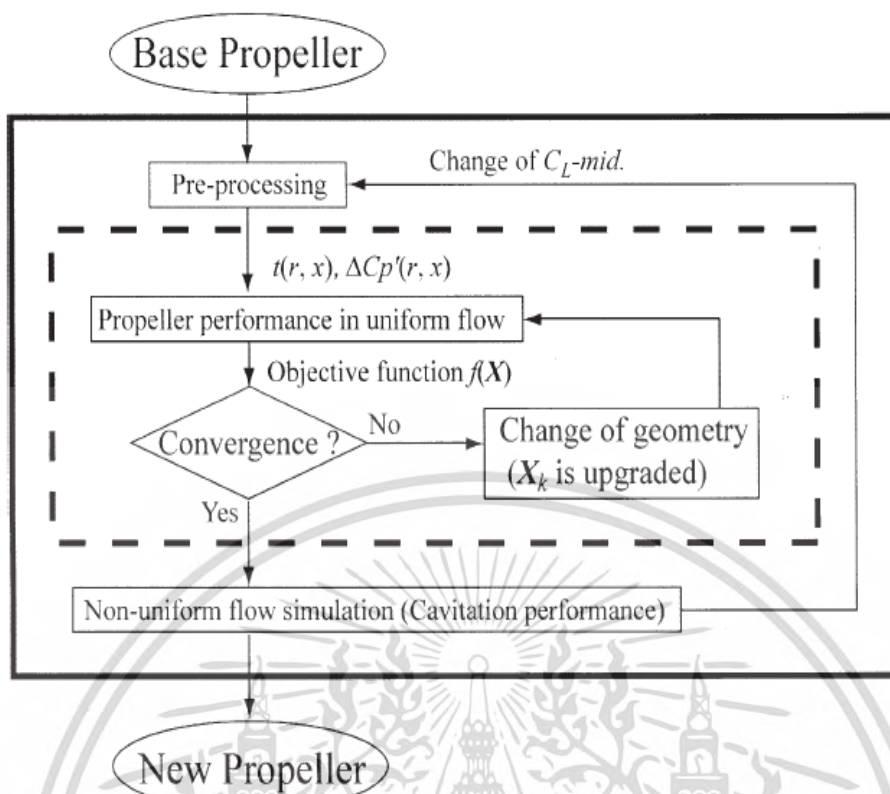 Base Propeller
Change of C_L-mid.
Pre-processing
t(r, x), ΔCp'(r, x)
Propeller performance in uniform flow
Objective function f(X)
Convergence ?
No
Change of geometry
(X_k is upgraded)
Yes
Non-uniform flow simulation (Cavitation performance)
New Propeller